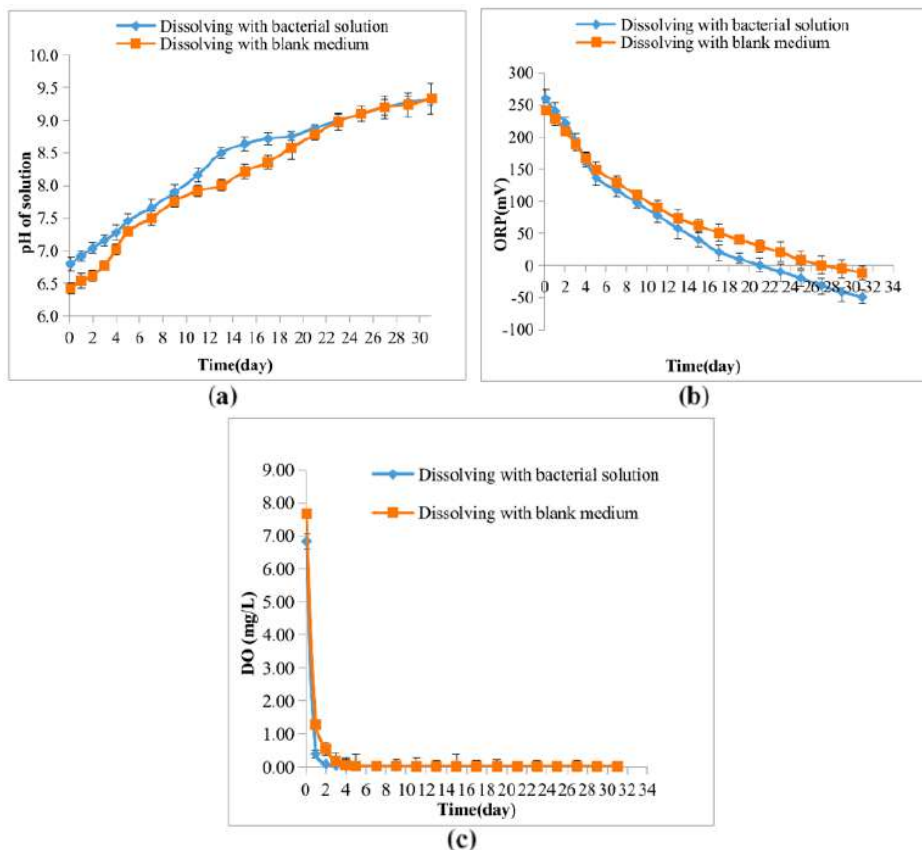 Dissolving with bacterial solution
Dissolving with blank medium
10.0
9.5
9.0
8.5
8.0
7.5
7.0
6.5
6.0
pH of solution
0 2 4 6 8 10 12 14 16 18 20 22 24 26 28 30
Time(day)
(a)
Dissolving with bacterial solution
Dissolving with blank medium
300
250
200
150
100
50
0
-50
-100
ORP(mV)
0 2 4 6 8 10 12 14 16 18 20 22 24 26 28 30 32 34
Time(day)
(b)
Dissolving with bacterial solution
Dissolving with blank medium
9.00
8.00
7.00
6.00
5.00
4.00
3.00
2.00
1.00
0.00
DO (mg/L)
0 2 4 6 8 10 12 14 16 18 20 22 24 26 28 30 32 34
Time(day)
(c)